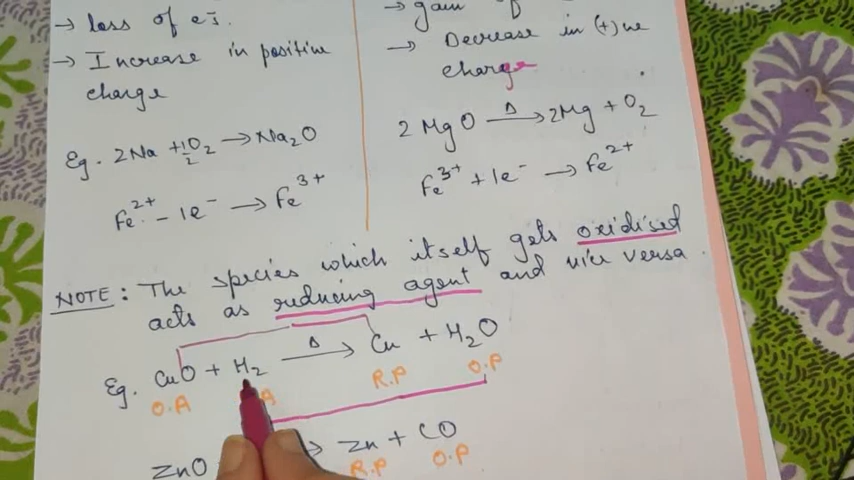 → loss of e⁻s.
→ Increase in positive
charge
Eg. 2Na + 1/2 O₂ → Na₂O
Fe²⁺ - 1e⁻ → Fe³⁺
→ gain of
→ Decrease in (+)ve
charge
2 MgO —Δ→ 2Mg + O₂
Fe³⁺ + 1e⁻ → Fe²⁺
NOTE : The species which itself gets oxidised
acts as reducing agent and vice versa.
Eg. CuO + H₂ —Δ→ Cu + H₂O
O.A A R.P O.P
ZnO → Zn + CO
R.P O.P